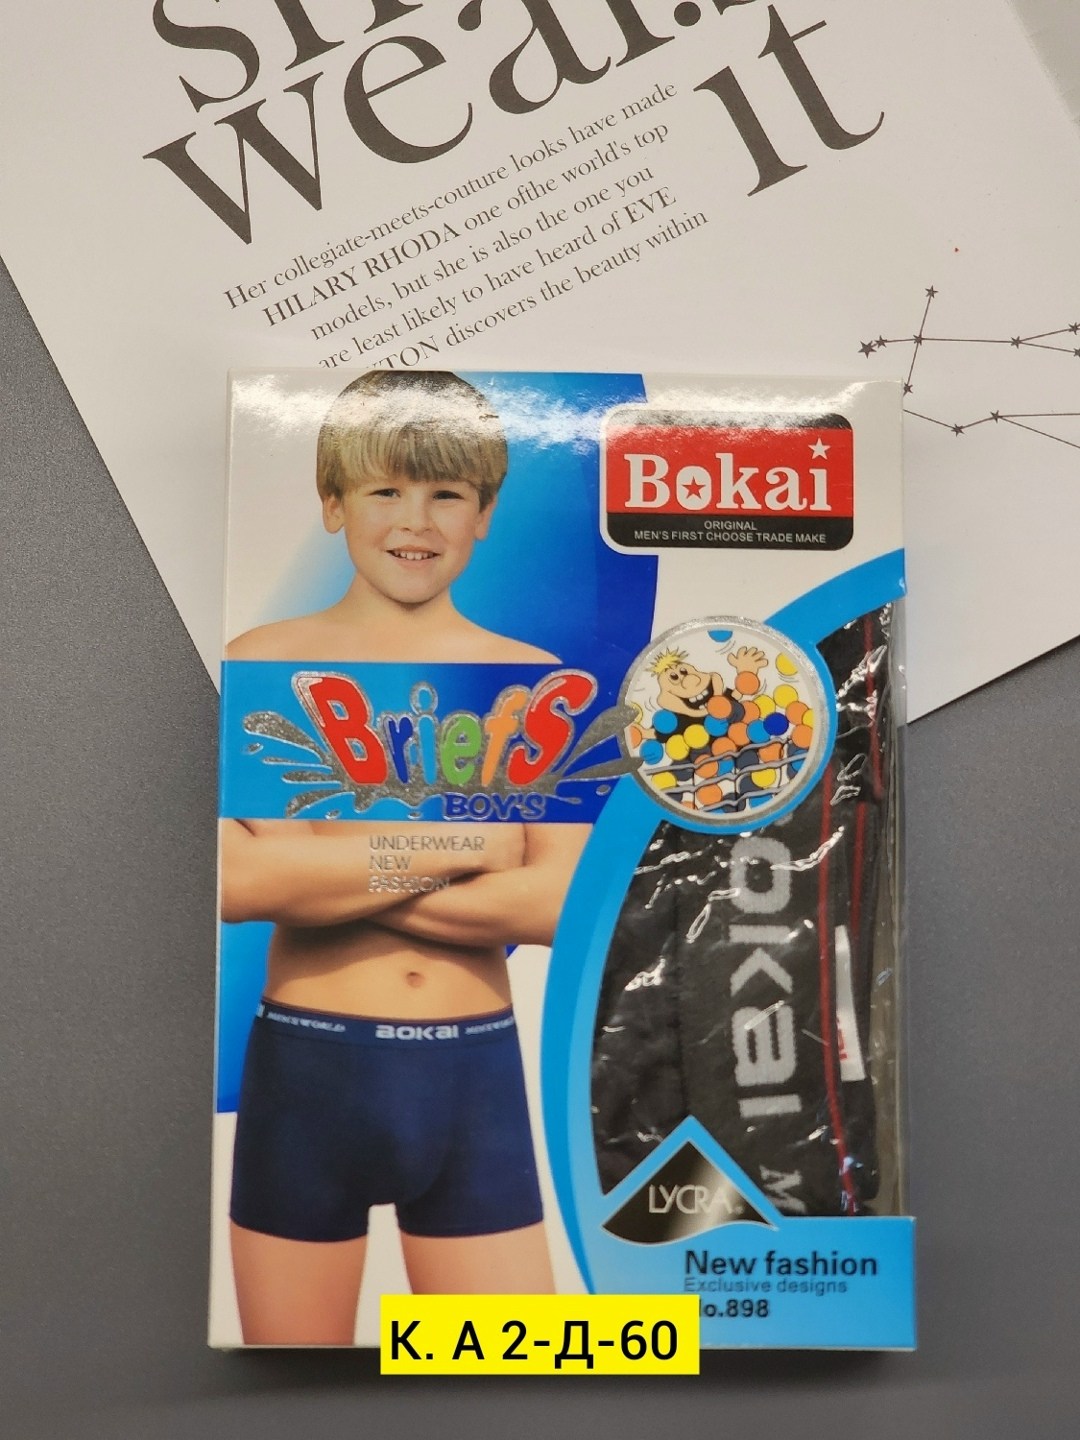 wear
it
Her collegiate-meets-couture looks have made
HILARY RHODA one ofthe world's top
models, but she is also the one you
are least likely to have heard of EVE
discovers the beauty within
Bokai
ORIGINAL
MEN'S FIRST CHOOSE TRADE MAKE
Briefs
BOY'S
UNDERWEAR
NEW
FASHION
BOKAI
okai M
LYCRA®
New fashion
Exclusive designs
No.898
К. А 2-Д-60